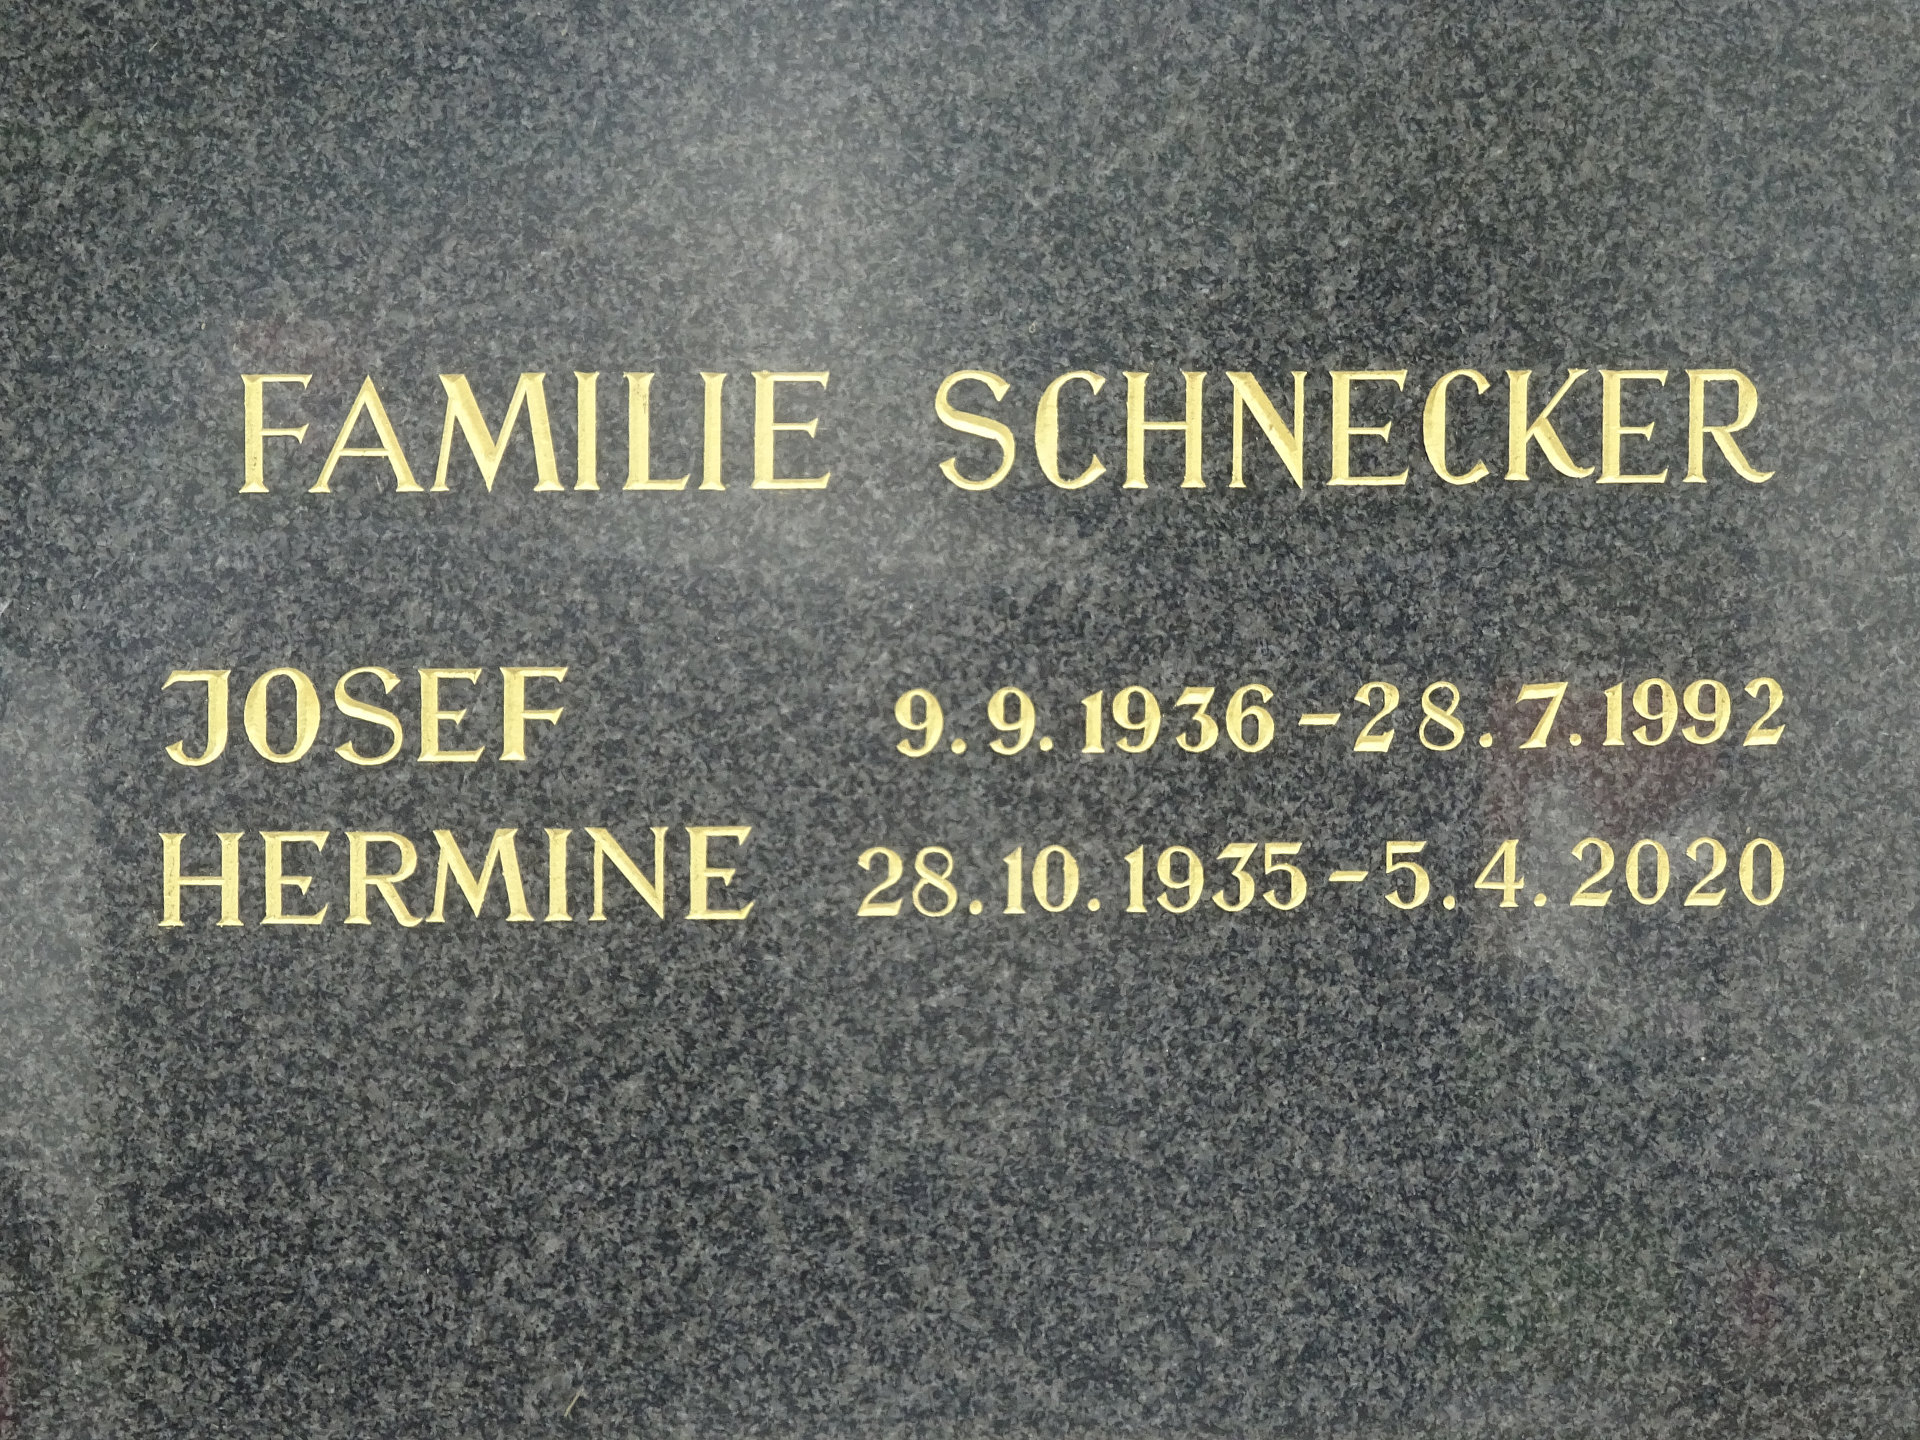 FAMILIE SCHNECKER
JOSEF 9.9.1936-28.7.1992
HERMINE 28.10.1935-5.4.2020